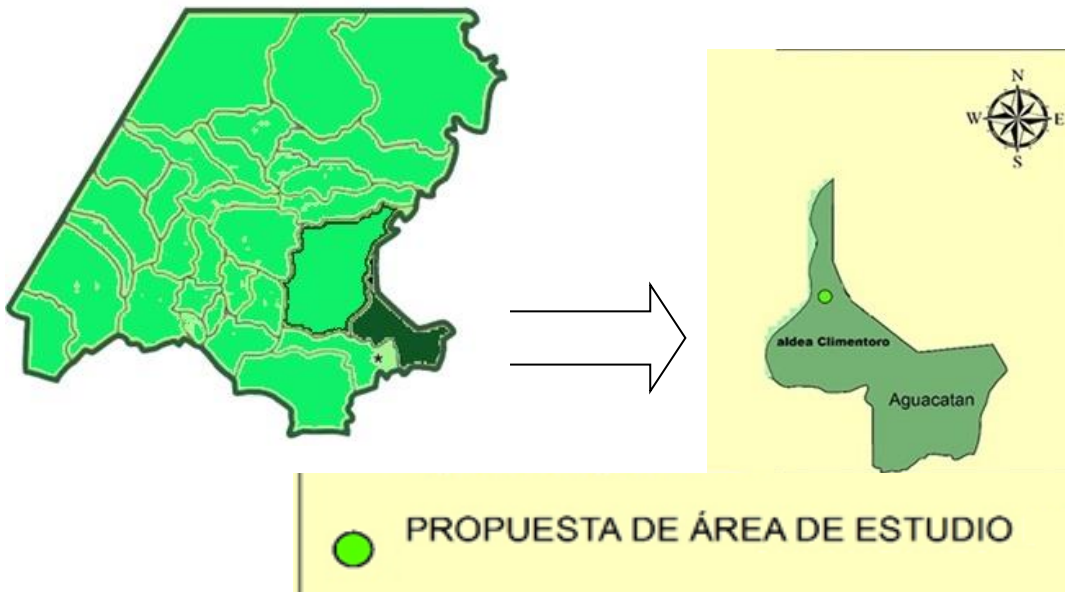 N
W E
S
aldea Climentoro
Aguacatan
*
PROPUESTA DE ÁREA DE ESTUDIO